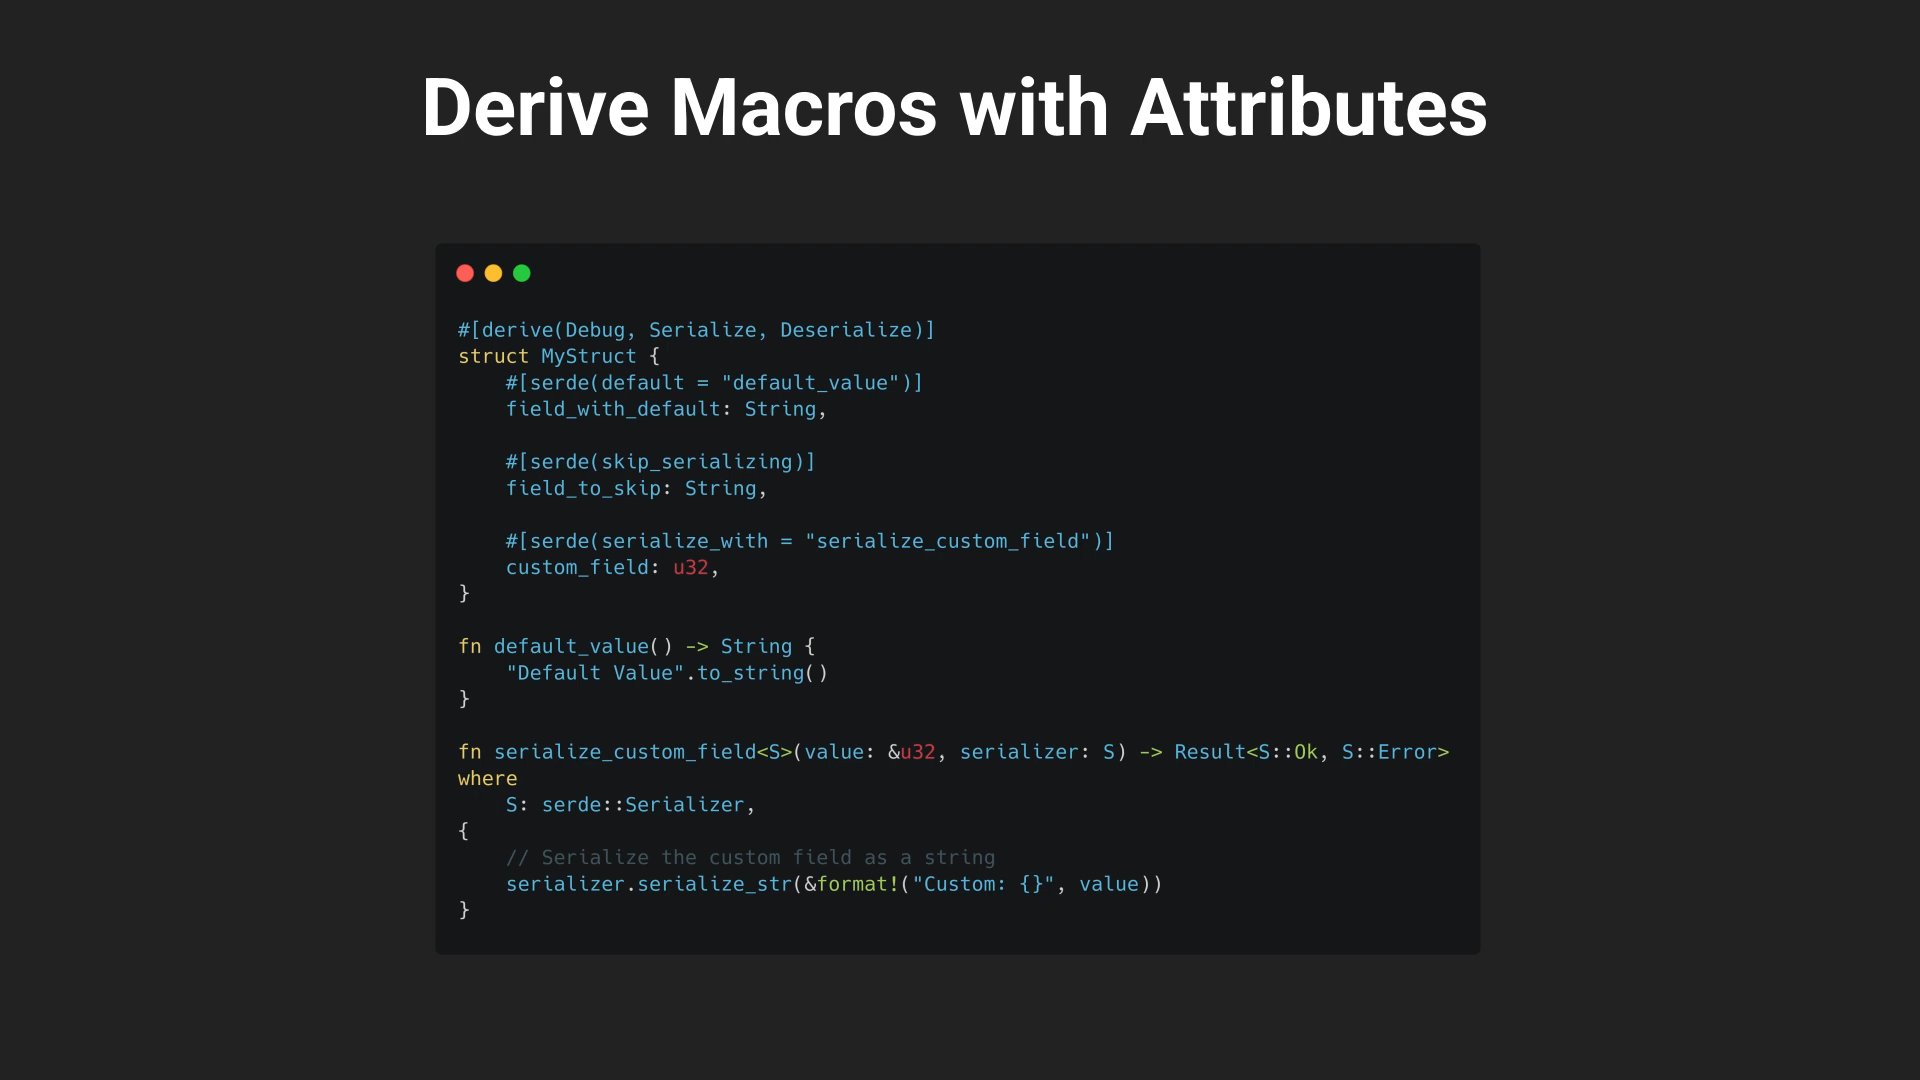 Derive Macros with Attributes
#[derive(Debug, Serialize, Deserialize)]
struct MyStruct {
    #[serde(default = "default_value")]
    field_with_default: String,

    #[serde(skip_serializing)]
    field_to_skip: String,

    #[serde(serialize_with = "serialize_custom_field")]
    custom_field: u32,
}

fn default_value() -> String {
    "Default Value".to_string()
}

fn serialize_custom_field<S>(value: &u32, serializer: S) -> Result<S::Ok, S::Error>
where
    S: serde::Serializer,
{
    // Serialize the custom field as a string
    serializer.serialize_str(&format!("Custom: {}", value))
}